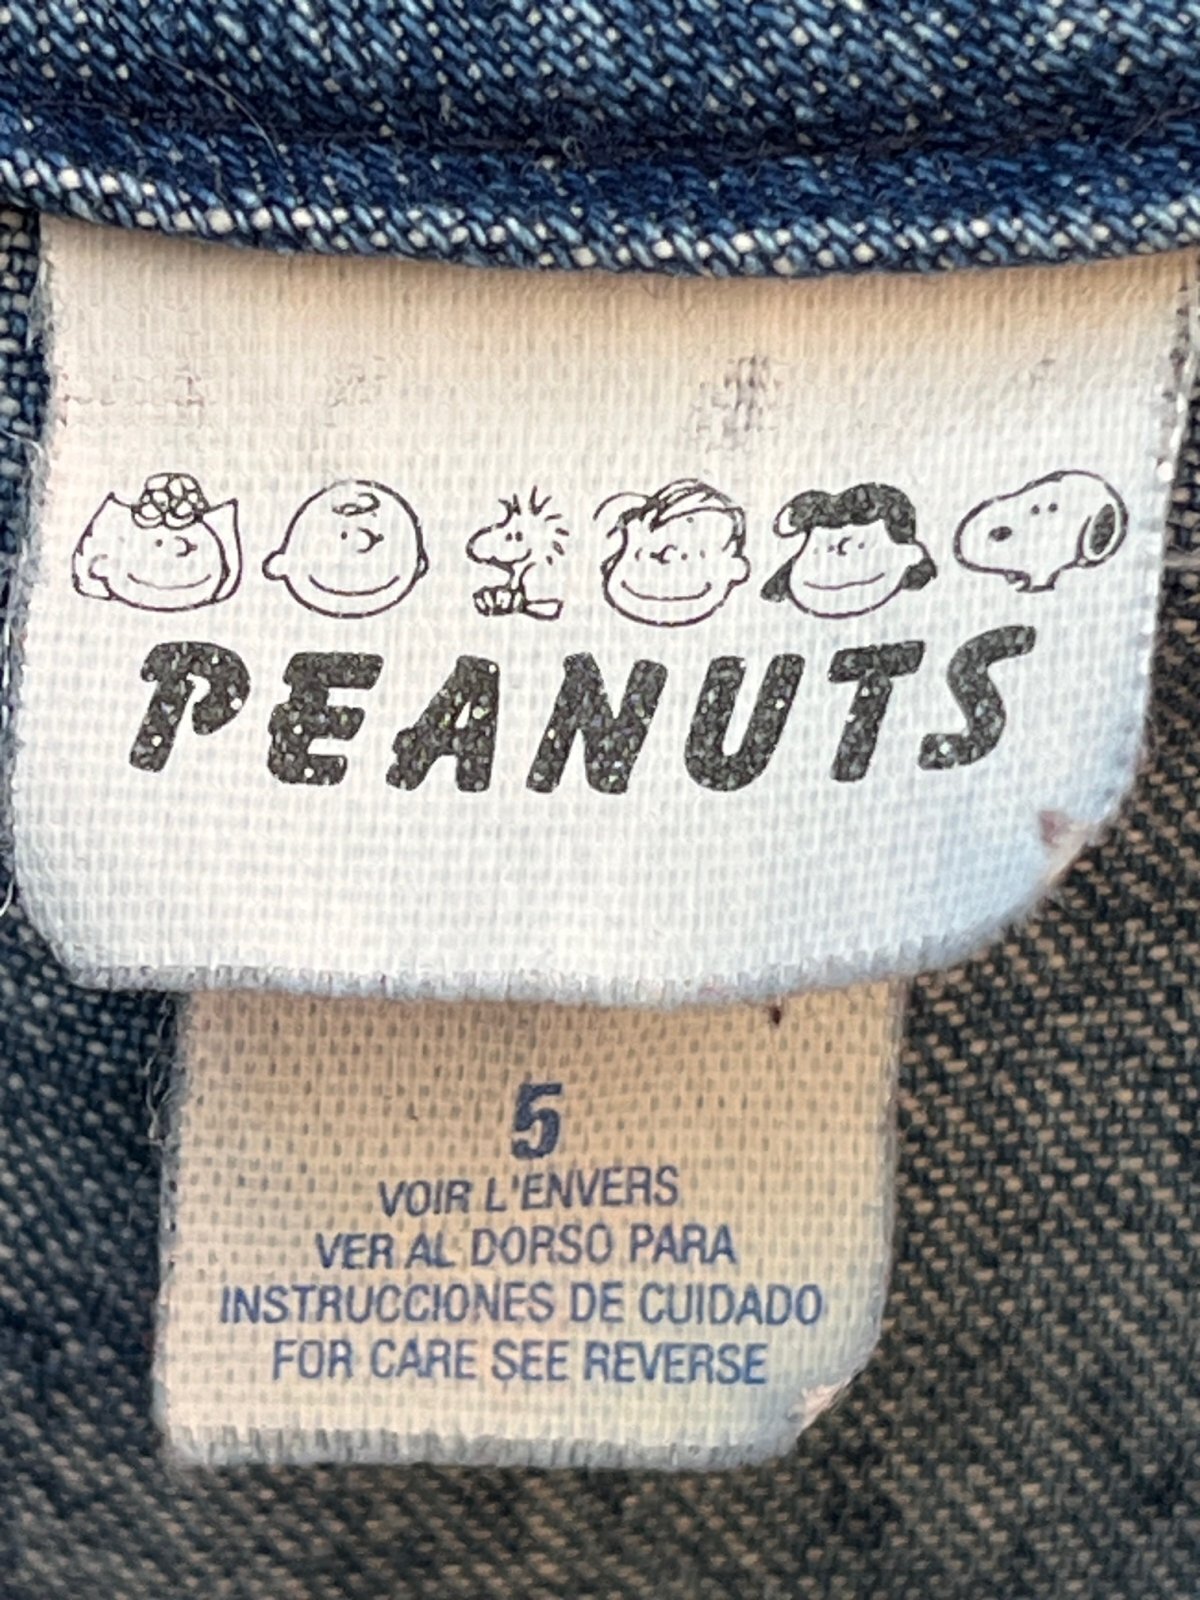 PEANUTS
5
VOIR L'ENVERS
VER AL DORSO PARA
INSTRUCCIONES DE CUIDADO
FOR CARE SEE REVERSE